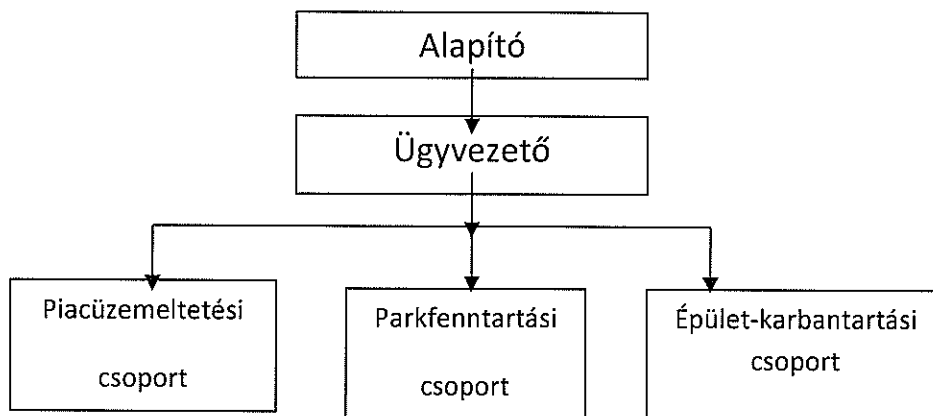 Alapító
Ügyvezető
Piacüzemeltetési
csoport
Parkfenntartási
csoport
Épület-karbantartási
csoport